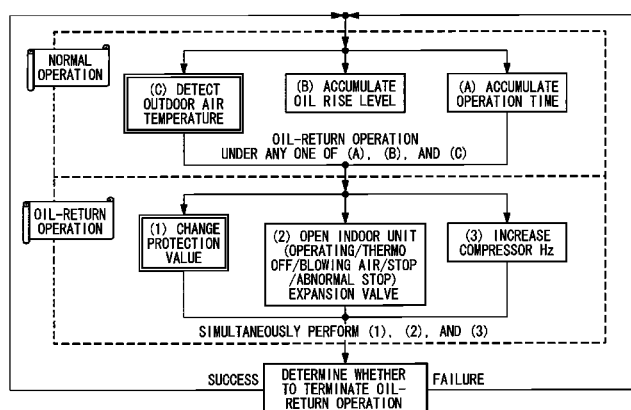 NORMAL
OPERATION
(C) DETECT
OUTDOOR AIR
TEMPERATURE
(B) ACCUMULATE
OIL RISE LEVEL
(A) ACCUMULATE
OPERATION TIME
OIL-RETURN OPERATION
UNDER ANY ONE OF (A), (B), AND (C)
OIL-RETURN
OPERATION
(1) CHANGE
PROTECTION
VALUE
(2) OPEN INDOOR UNIT
(OPERATING/THERMO
OFF/BLOWING AIR/STOP
/ABNORMAL STOP)
EXPANSION VALVE
(3) INCREASE
COMPRESSOR Hz
SIMULTANEOUSLY PERFORM (1), (2), AND (3)
SUCCESS
DETERMINE WHETHER
TO TERMINATE OIL-
RETURN OPERATION
FAILURE